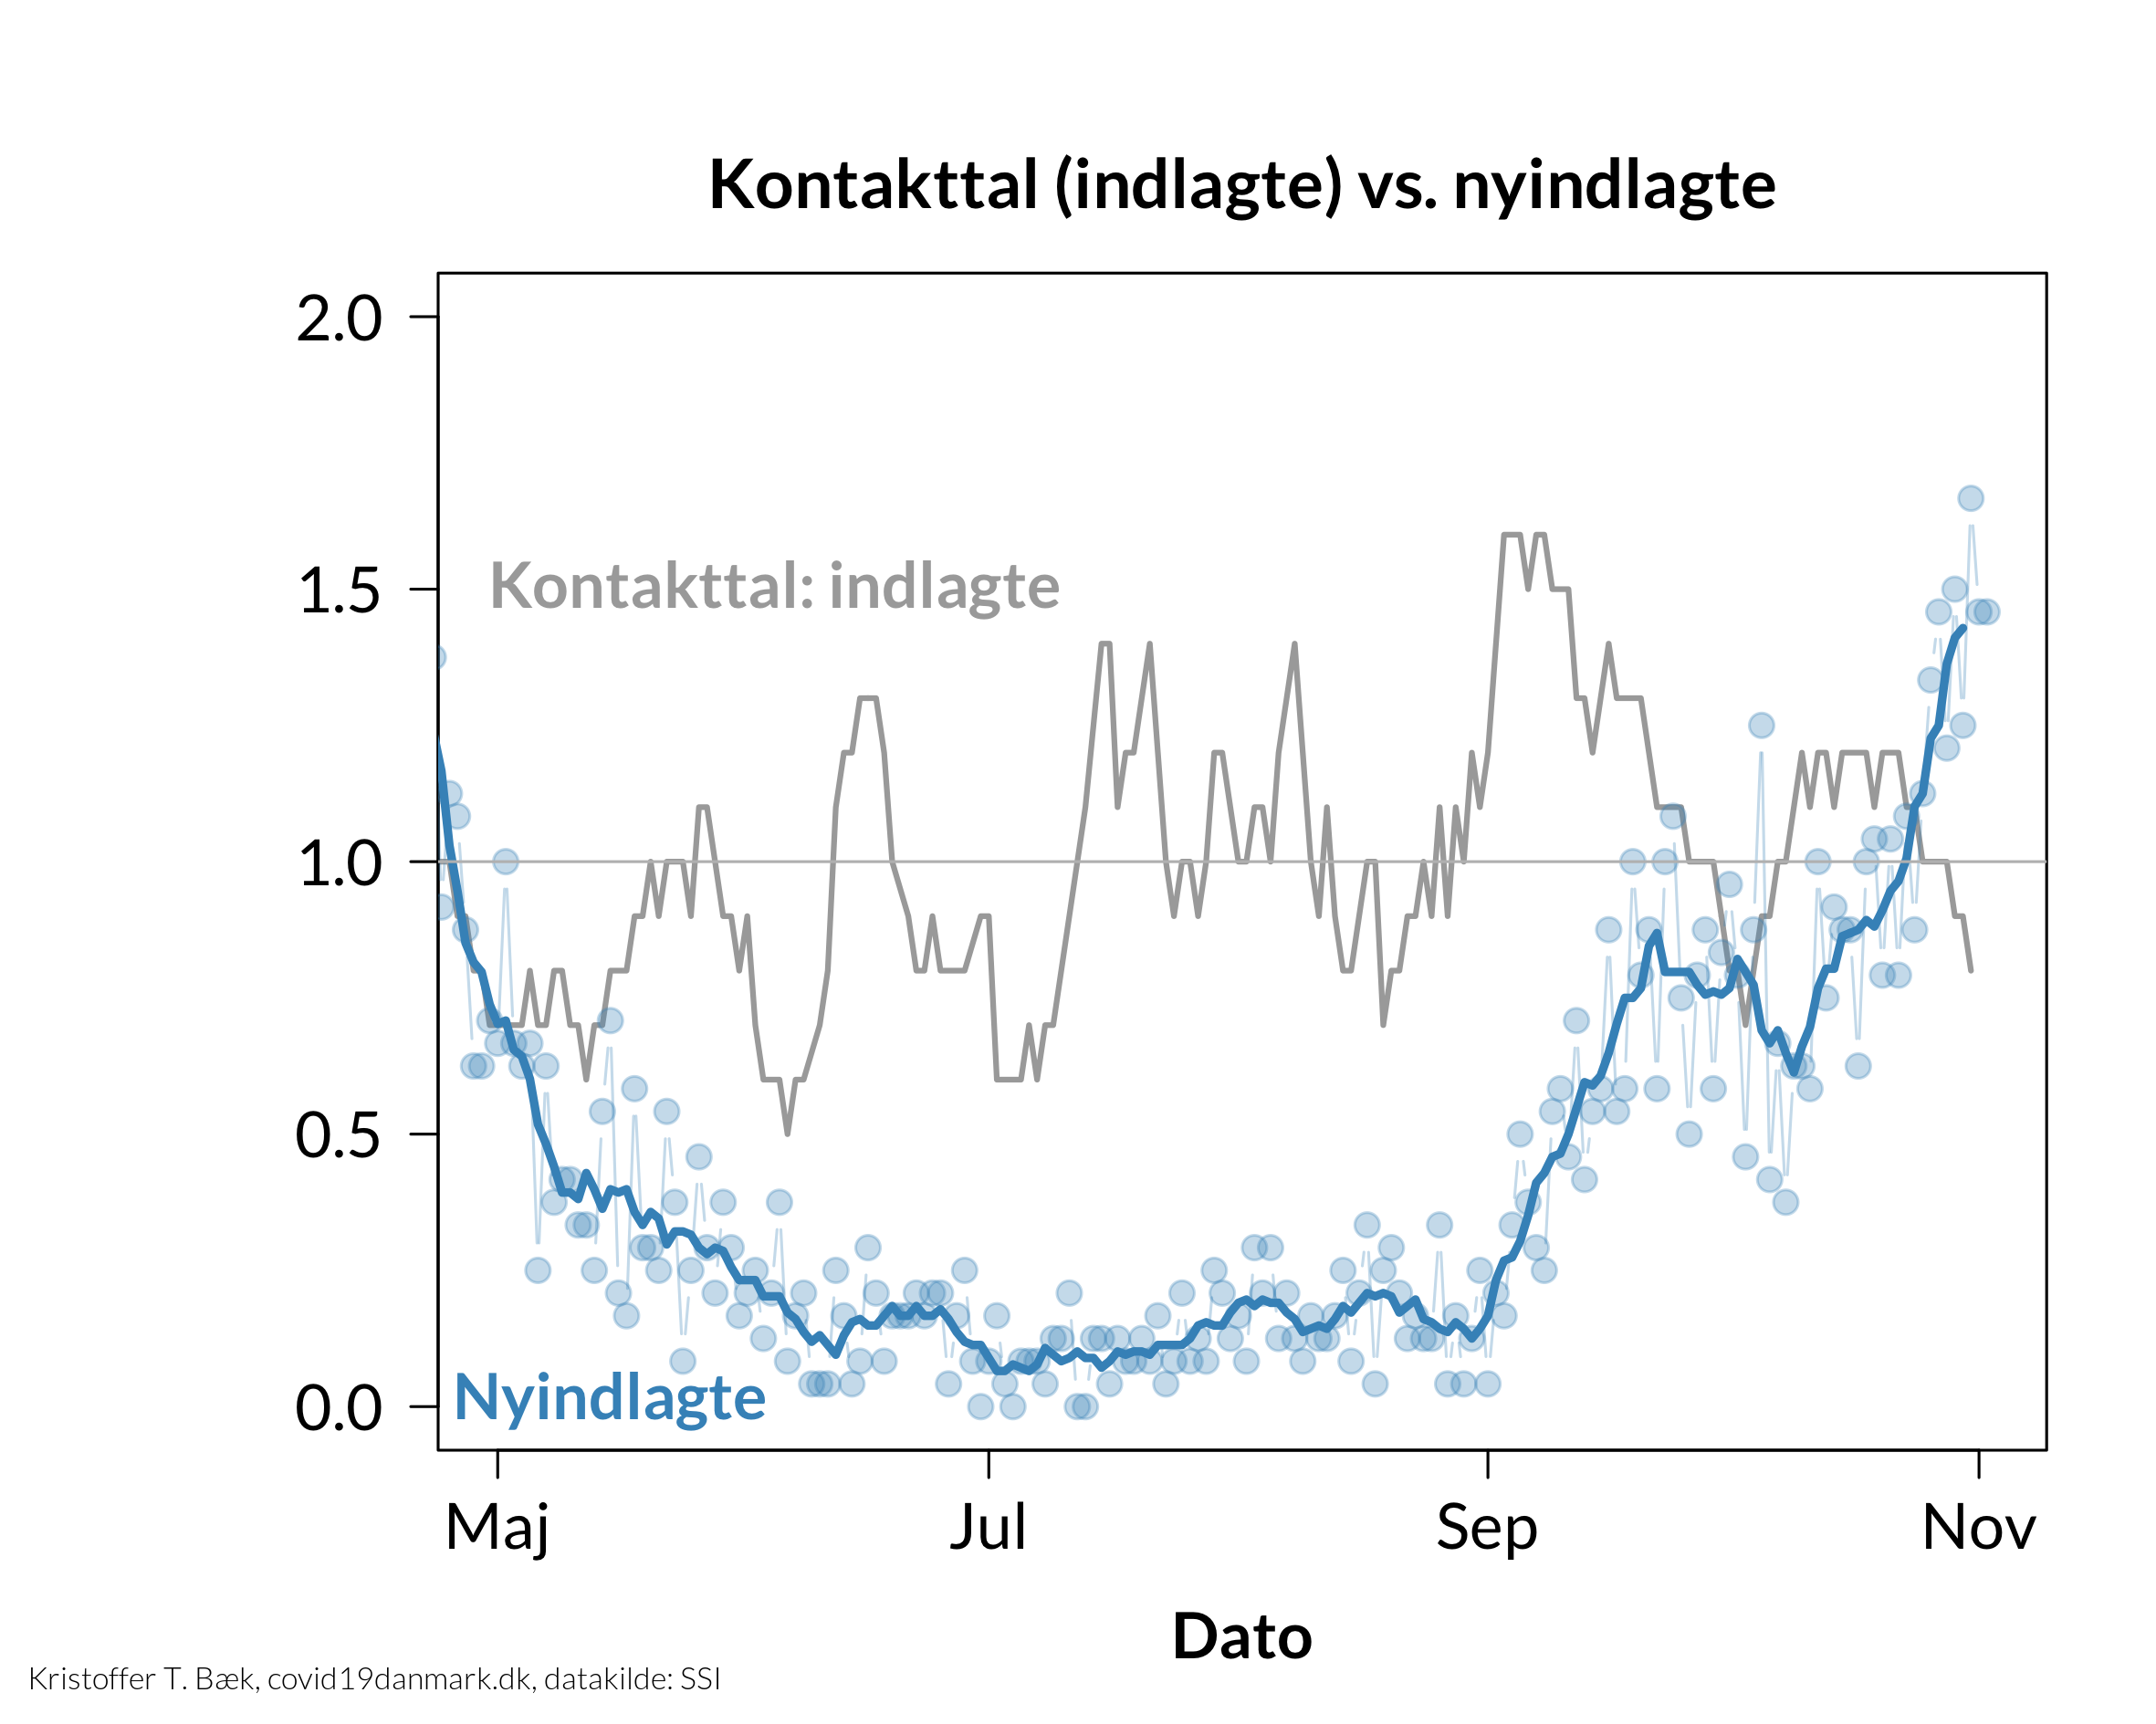 Kontakttal (indlagte) vs. nyindlagte
2.0
1.5
1.0
0.5
0.0
Kontakttal: indlagte
Nyindlagte
Maj
Jul
Sep
Nov
Dato
Kristoffer T. Bæk, covid19danmark.dk, datakilde: SSI